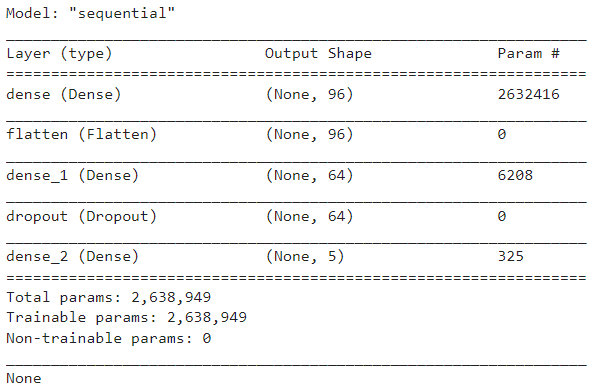 Model: "sequential"
_________________________________________________________________
Layer (type) Output Shape Param #
=================================================================
dense (Dense) (None, 96) 2632416
_________________________________________________________________
flatten (Flatten) (None, 96) 0
_________________________________________________________________
dense_1 (Dense) (None, 64) 6208
_________________________________________________________________
dropout (Dropout) (None, 64) 0
_________________________________________________________________
dense_2 (Dense) (None, 5) 325
=================================================================
Total params: 2,638,949
Trainable params: 2,638,949
Non-trainable params: 0
_________________________________________________________________
None